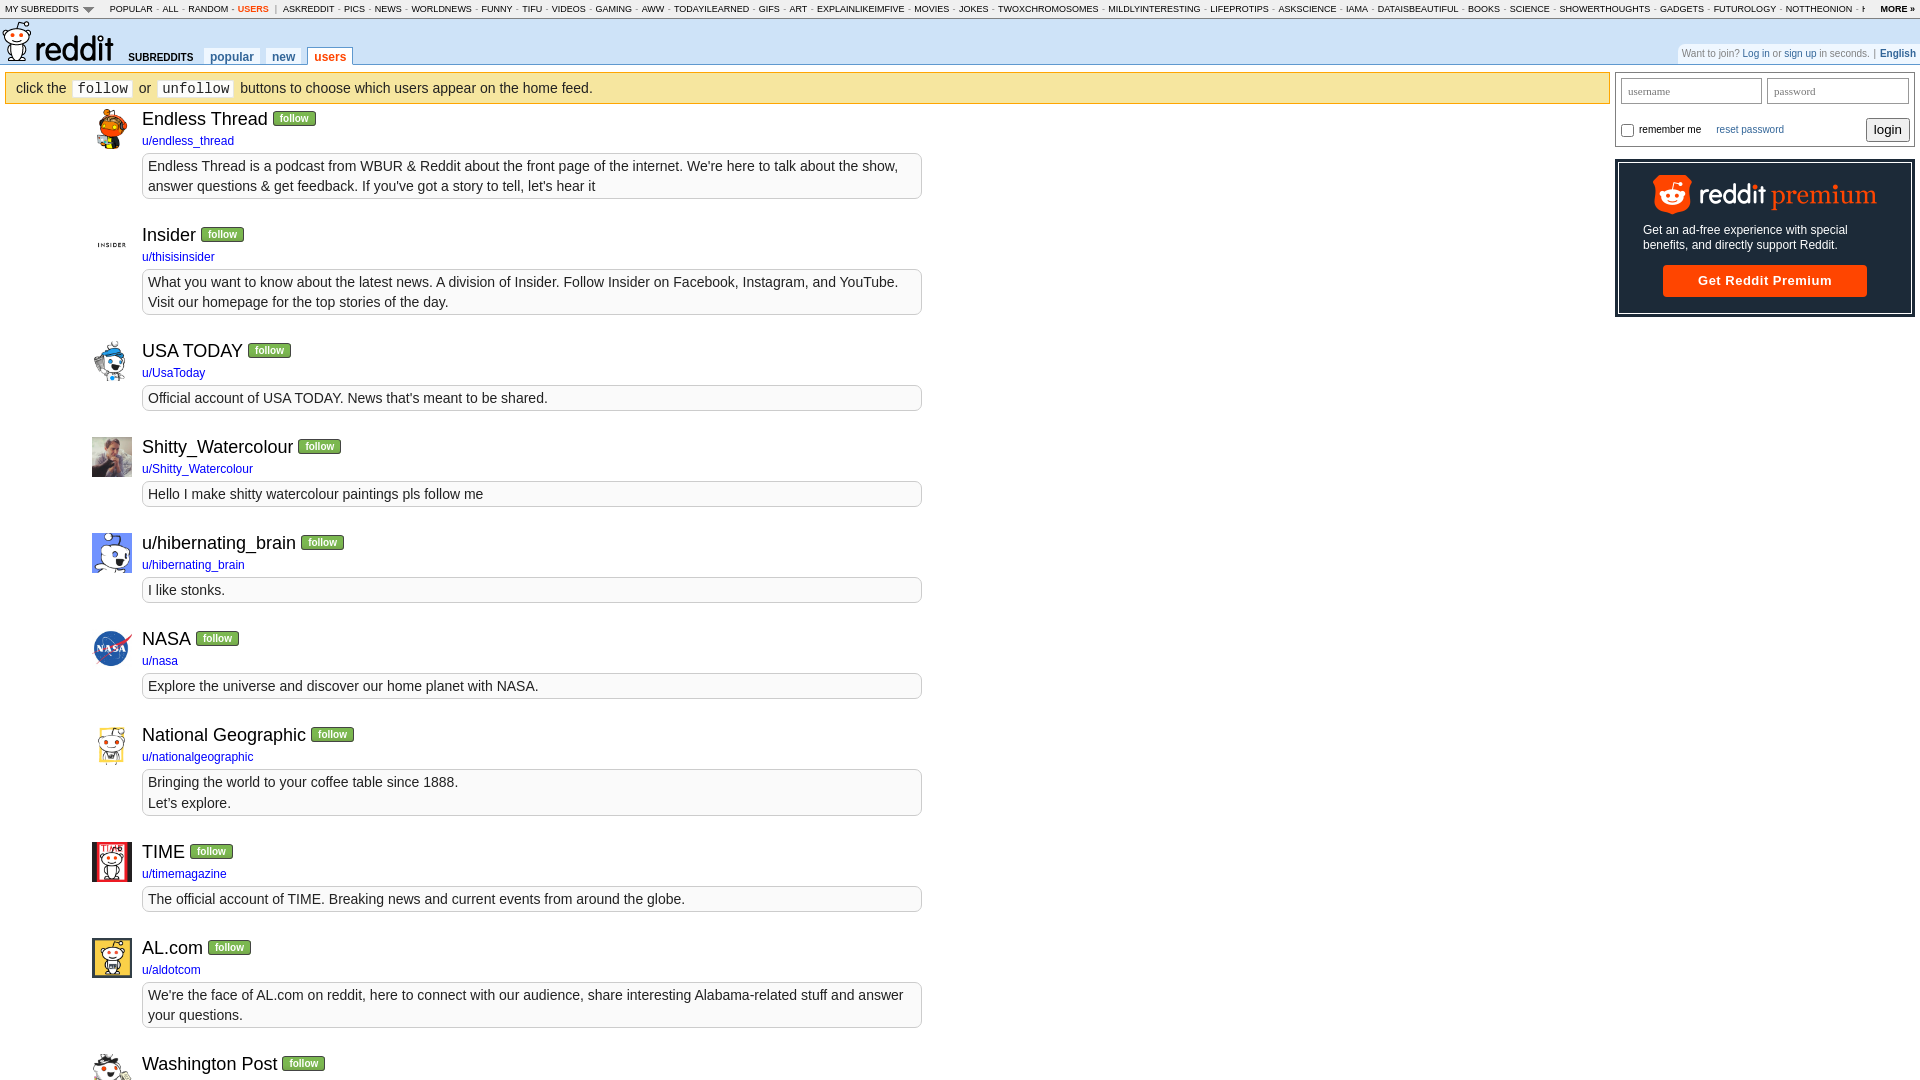 MY SUBREDDITS POPULAR - ALL - RANDOM - USERS | ASKREDDIT - PICS - NEWS - WORLDNEWS - FUNNY - TIFU - VIDEOS - GAMING - AWW - TODAYILEARNED - GIFS - ART - EXPLAINLIKEIMFIVE - MOVIES - JOKES - TWOXCHROMOSOMES - MILDLYINTERESTING - LIFEPROTIPS - ASKSCIENCE - IAMA - DATAISBEAUTIFUL - BOOKS - SCIENCE - SHOWERTHOUGHTS - GADGETS - FUTUROLOGY - NOTTHEONION - MORE »
reddit SUBREDDITS popular new users
Want to join? Log in or sign up in seconds. | English
click the follow or unfollow buttons to choose which users appear on the home feed.
username password
remember me reset password login
reddit premium
Get an ad-free experience with special
benefits, and directly support Reddit.
Get Reddit Premium
Endless Thread follow
u/endless_thread
Endless Thread is a podcast from WBUR & Reddit about the front page of the internet. We're here to talk about the show,
answer questions & get feedback. If you've got a story to tell, let's hear it
INSIDER
Insider follow
u/thisisinsider
What you want to know about the latest news. A division of Insider. Follow Insider on Facebook, Instagram, and YouTube.
Visit our homepage for the top stories of the day.
USA TODAY follow
u/UsaToday
Official account of USA TODAY. News that's meant to be shared.
Shitty_Watercolour follow
u/Shitty_Watercolour
Hello I make shitty watercolour paintings pls follow me
u/hibernating_brain follow
u/hibernating_brain
I like stonks.
NASA
NASA follow
u/nasa
Explore the universe and discover our home planet with NASA.
National Geographic follow
u/nationalgeographic
Bringing the world to your coffee table since 1888.
Let’s explore.
TIME
TIME follow
u/timemagazine
The official account of TIME. Breaking news and current events from around the globe.
AL.com follow
u/aldotcom
We're the face of AL.com on reddit, here to connect with our audience, share interesting Alabama-related stuff and answer
your questions.
Washington Post follow